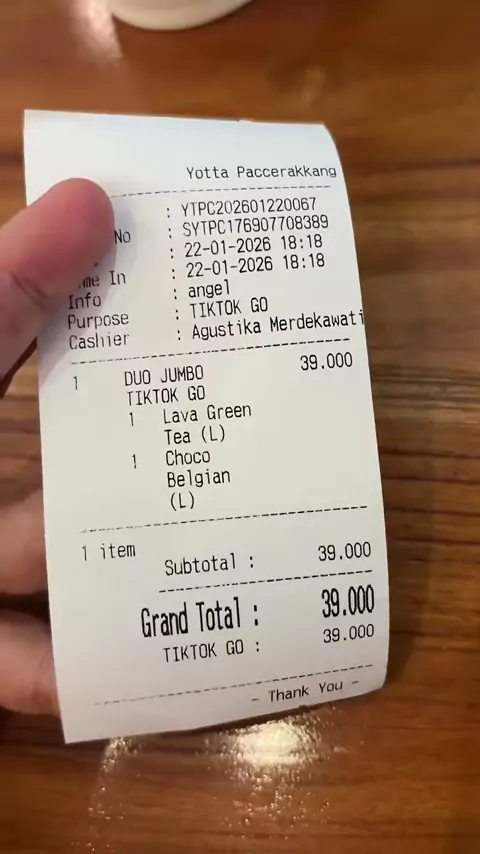 Yotta Paccerakkang
: YTPC202601220067
No : SYTPC176907708389
: 22-01-2026 18:18
In : 22-01-2026 18:18
Info : angel
Purpose : TIKTOK GO
Cashier : Agustika Merdekawati
1 DUO JUMBO 39.000
TIKTOK GO
1 Lava Green
Tea (L)
1 Choco
Belgian
(L)
1 item
Subtotal : 39.000
Grand Total : 39.000
TIKTOK GO : 39.000
- Thank You -